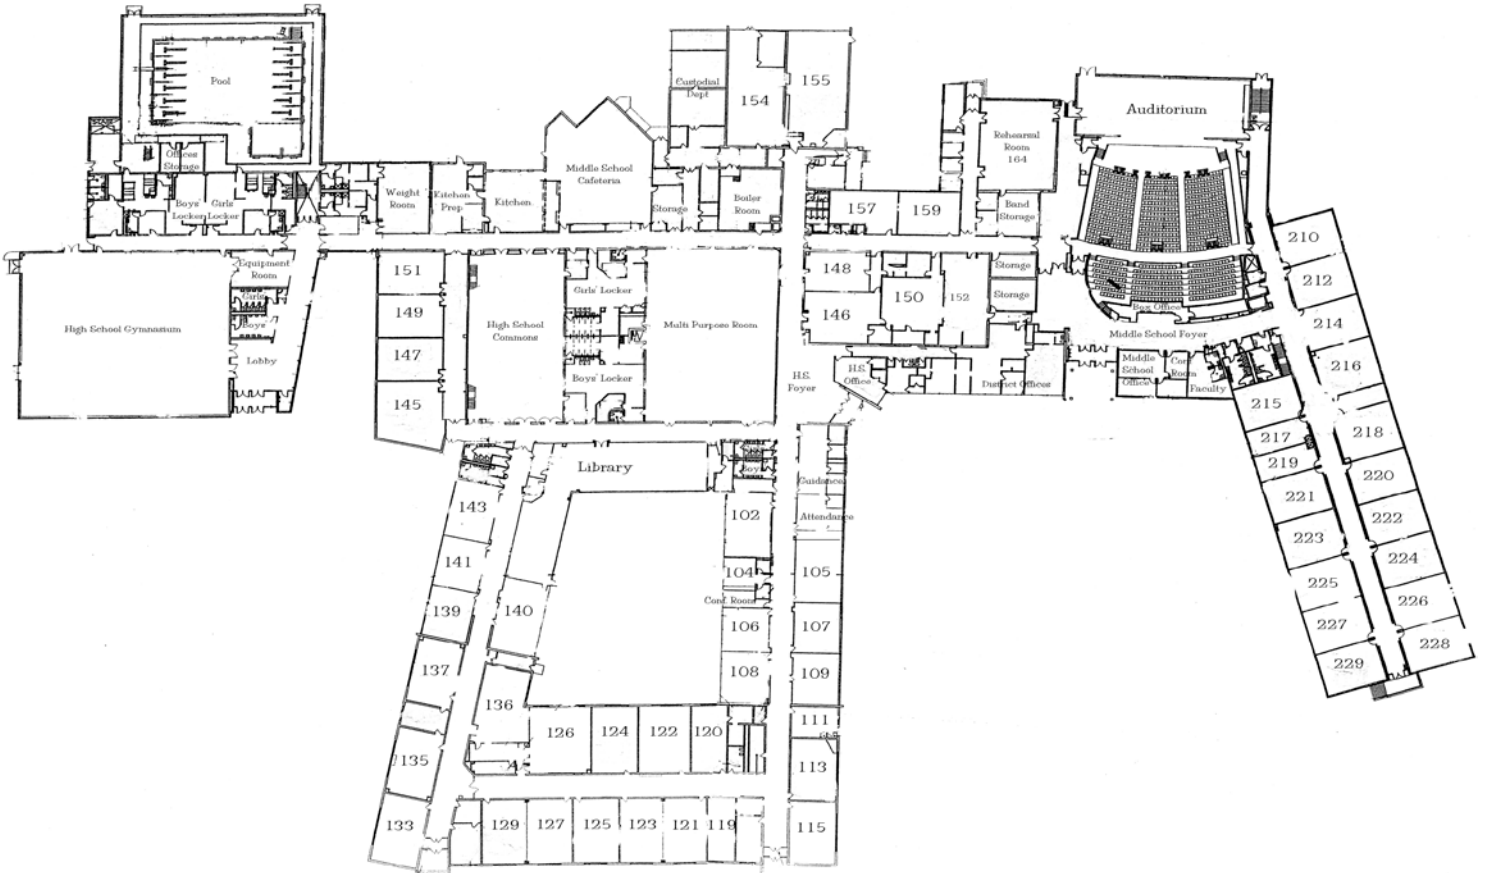 Pool
Offices
Storage
Boys'
Locker
Girls
Locker
Weight
Room
Kitchen
Prep
Kitchen
Middle School
Cafeteria
Storage
Custodial
Dept
154
155
Boiler
Room
157
159
Rehearsal
Room
164
Band
Storage
Auditorium
High School Gymnasium
Equipment
Room
Girls
Boys
Lobby
151
149
147
145
High School
Commons
Girls' Locker
Boys' Locker
Multi Purpose Room
148
146
150
152
Storage
Storage
H.S.
Foyer
H.S.
Office
District Offices
Box Office
Middle School Foyer
Middle
School
Office
Room
Faculty
210
212
214
216
218
220
222
224
226
228
215
217
219
221
223
225
227
229
Library
Boys
Guidance
Attendance
102
104
Conf. Room
106
108
105
107
109
111
113
115
143
141
139
137
135
133
140
136
126
124
122
120
129
127
125
123
121
119